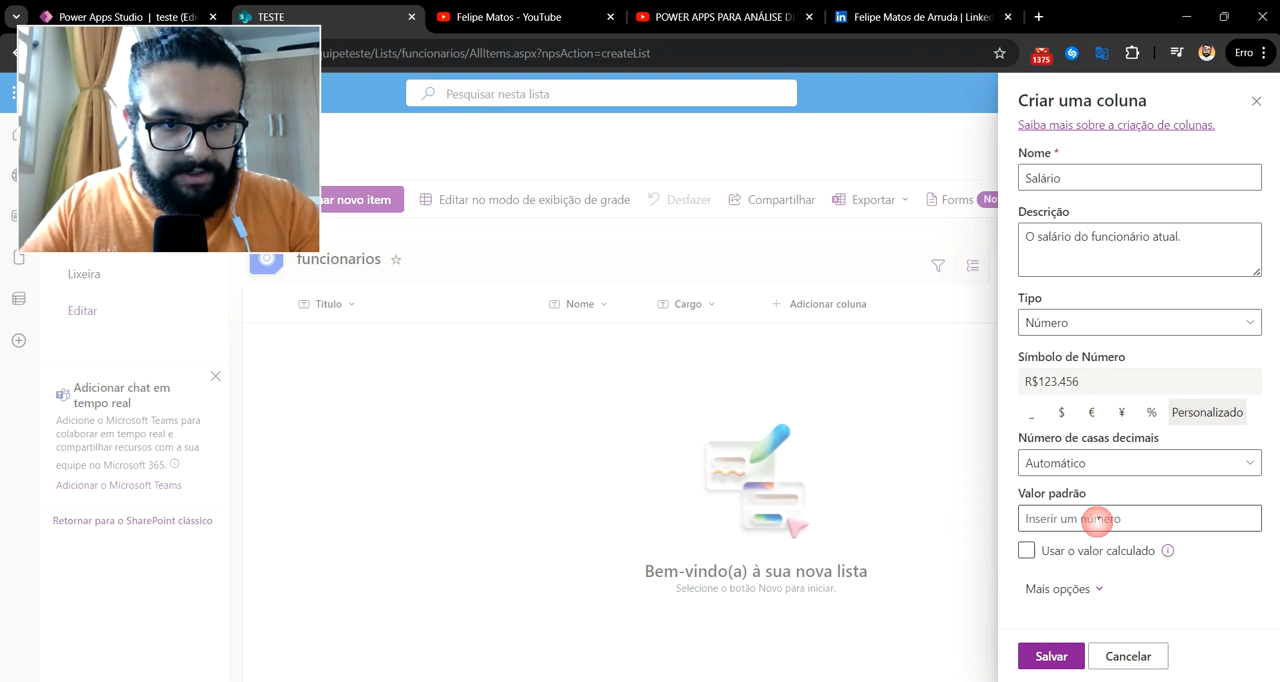 Power Apps Studio | teste (Edi
TESTE
Felipe Matos - YouTube
POWER APPS PARA ANÁLISE D
Felipe Matos de Arruda | Linked
uipeteste/Lists/funcionarios/AllItems.aspx?npsAction=createList
1375
Erro
Pesquisar nesta lista
ar novo item
Editar no modo de exibição de grade
Desfazer
Compartilhar
Exportar
Forms
No
Lixeira
Editar
Adicionar chat em
tempo real
Adicione o Microsoft Teams para
colaborar em tempo real e
compartilhar recursos com a sua
equipe no Microsoft 365.
Adicionar o Microsoft Teams
Retornar para o SharePoint clássico
funcionarios
Título
Nome
Cargo
Adicionar coluna
Bem-vindo(a) à sua nova lista
Selecione o botão Novo para iniciar.
Criar uma coluna
Saiba mais sobre a criação de colunas.
Nome *
Salário
Descrição
O salário do funcionário atual.
Tipo
Número
Símbolo de Número
R$123.456
_ $ € ¥ % Personalizado
Número de casas decimais
Automático
Valor padrão
Inserir um número
Usar o valor calculado
Mais opções
Salvar
Cancelar